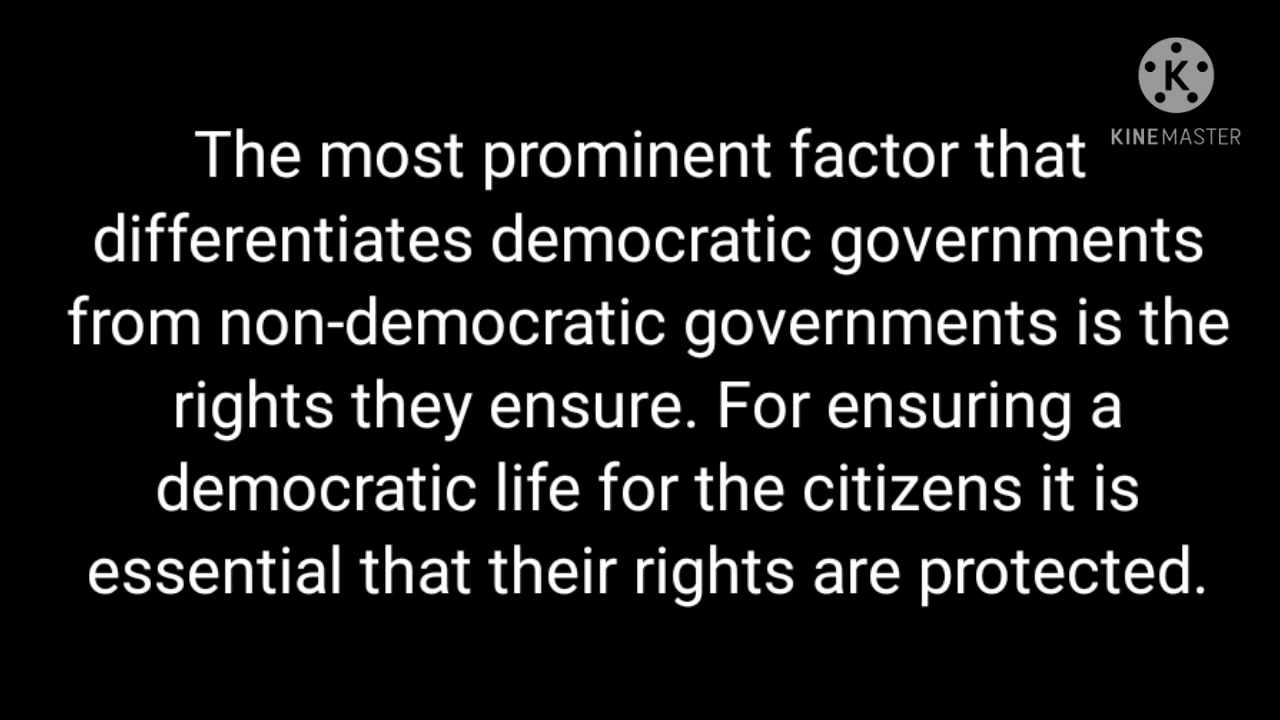 K
KINEMASTER
The most prominent factor that
differentiates democratic governments
from non-democratic governments is the
rights they ensure. For ensuring a
democratic life for the citizens it is
essential that their rights are protected.